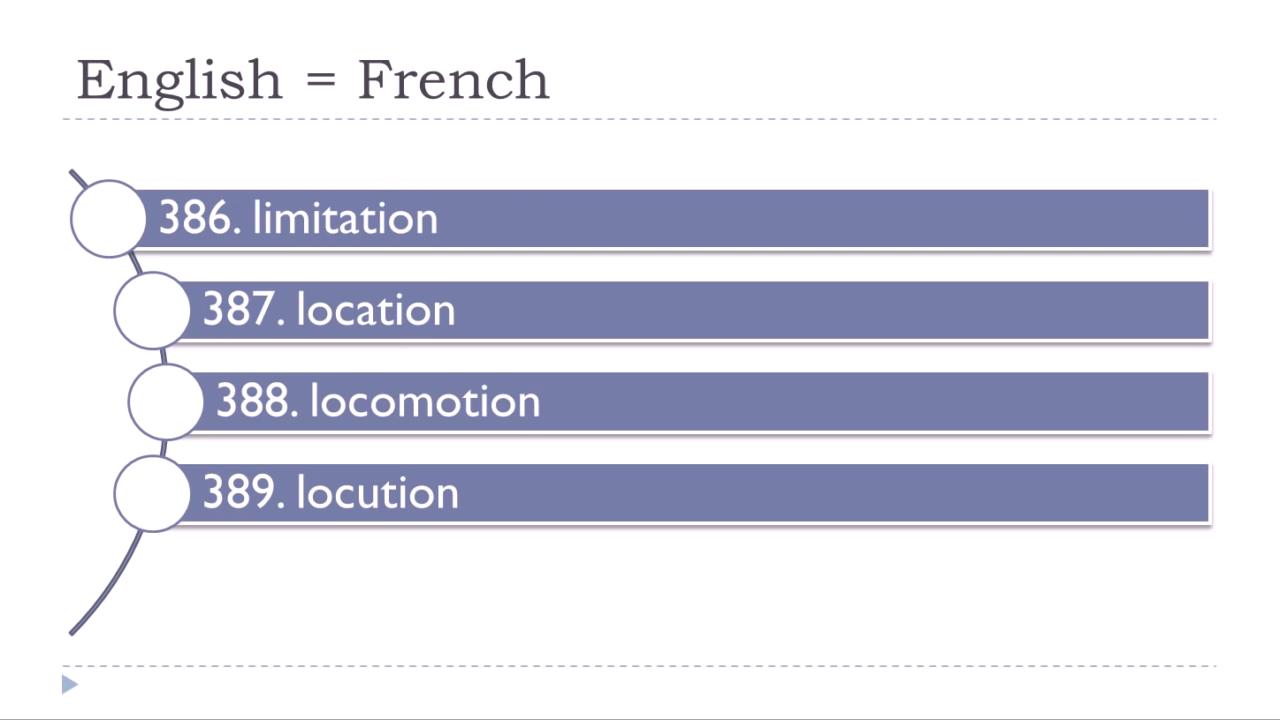 English = French
386. limitation
387. location
388. locomotion
389. locution